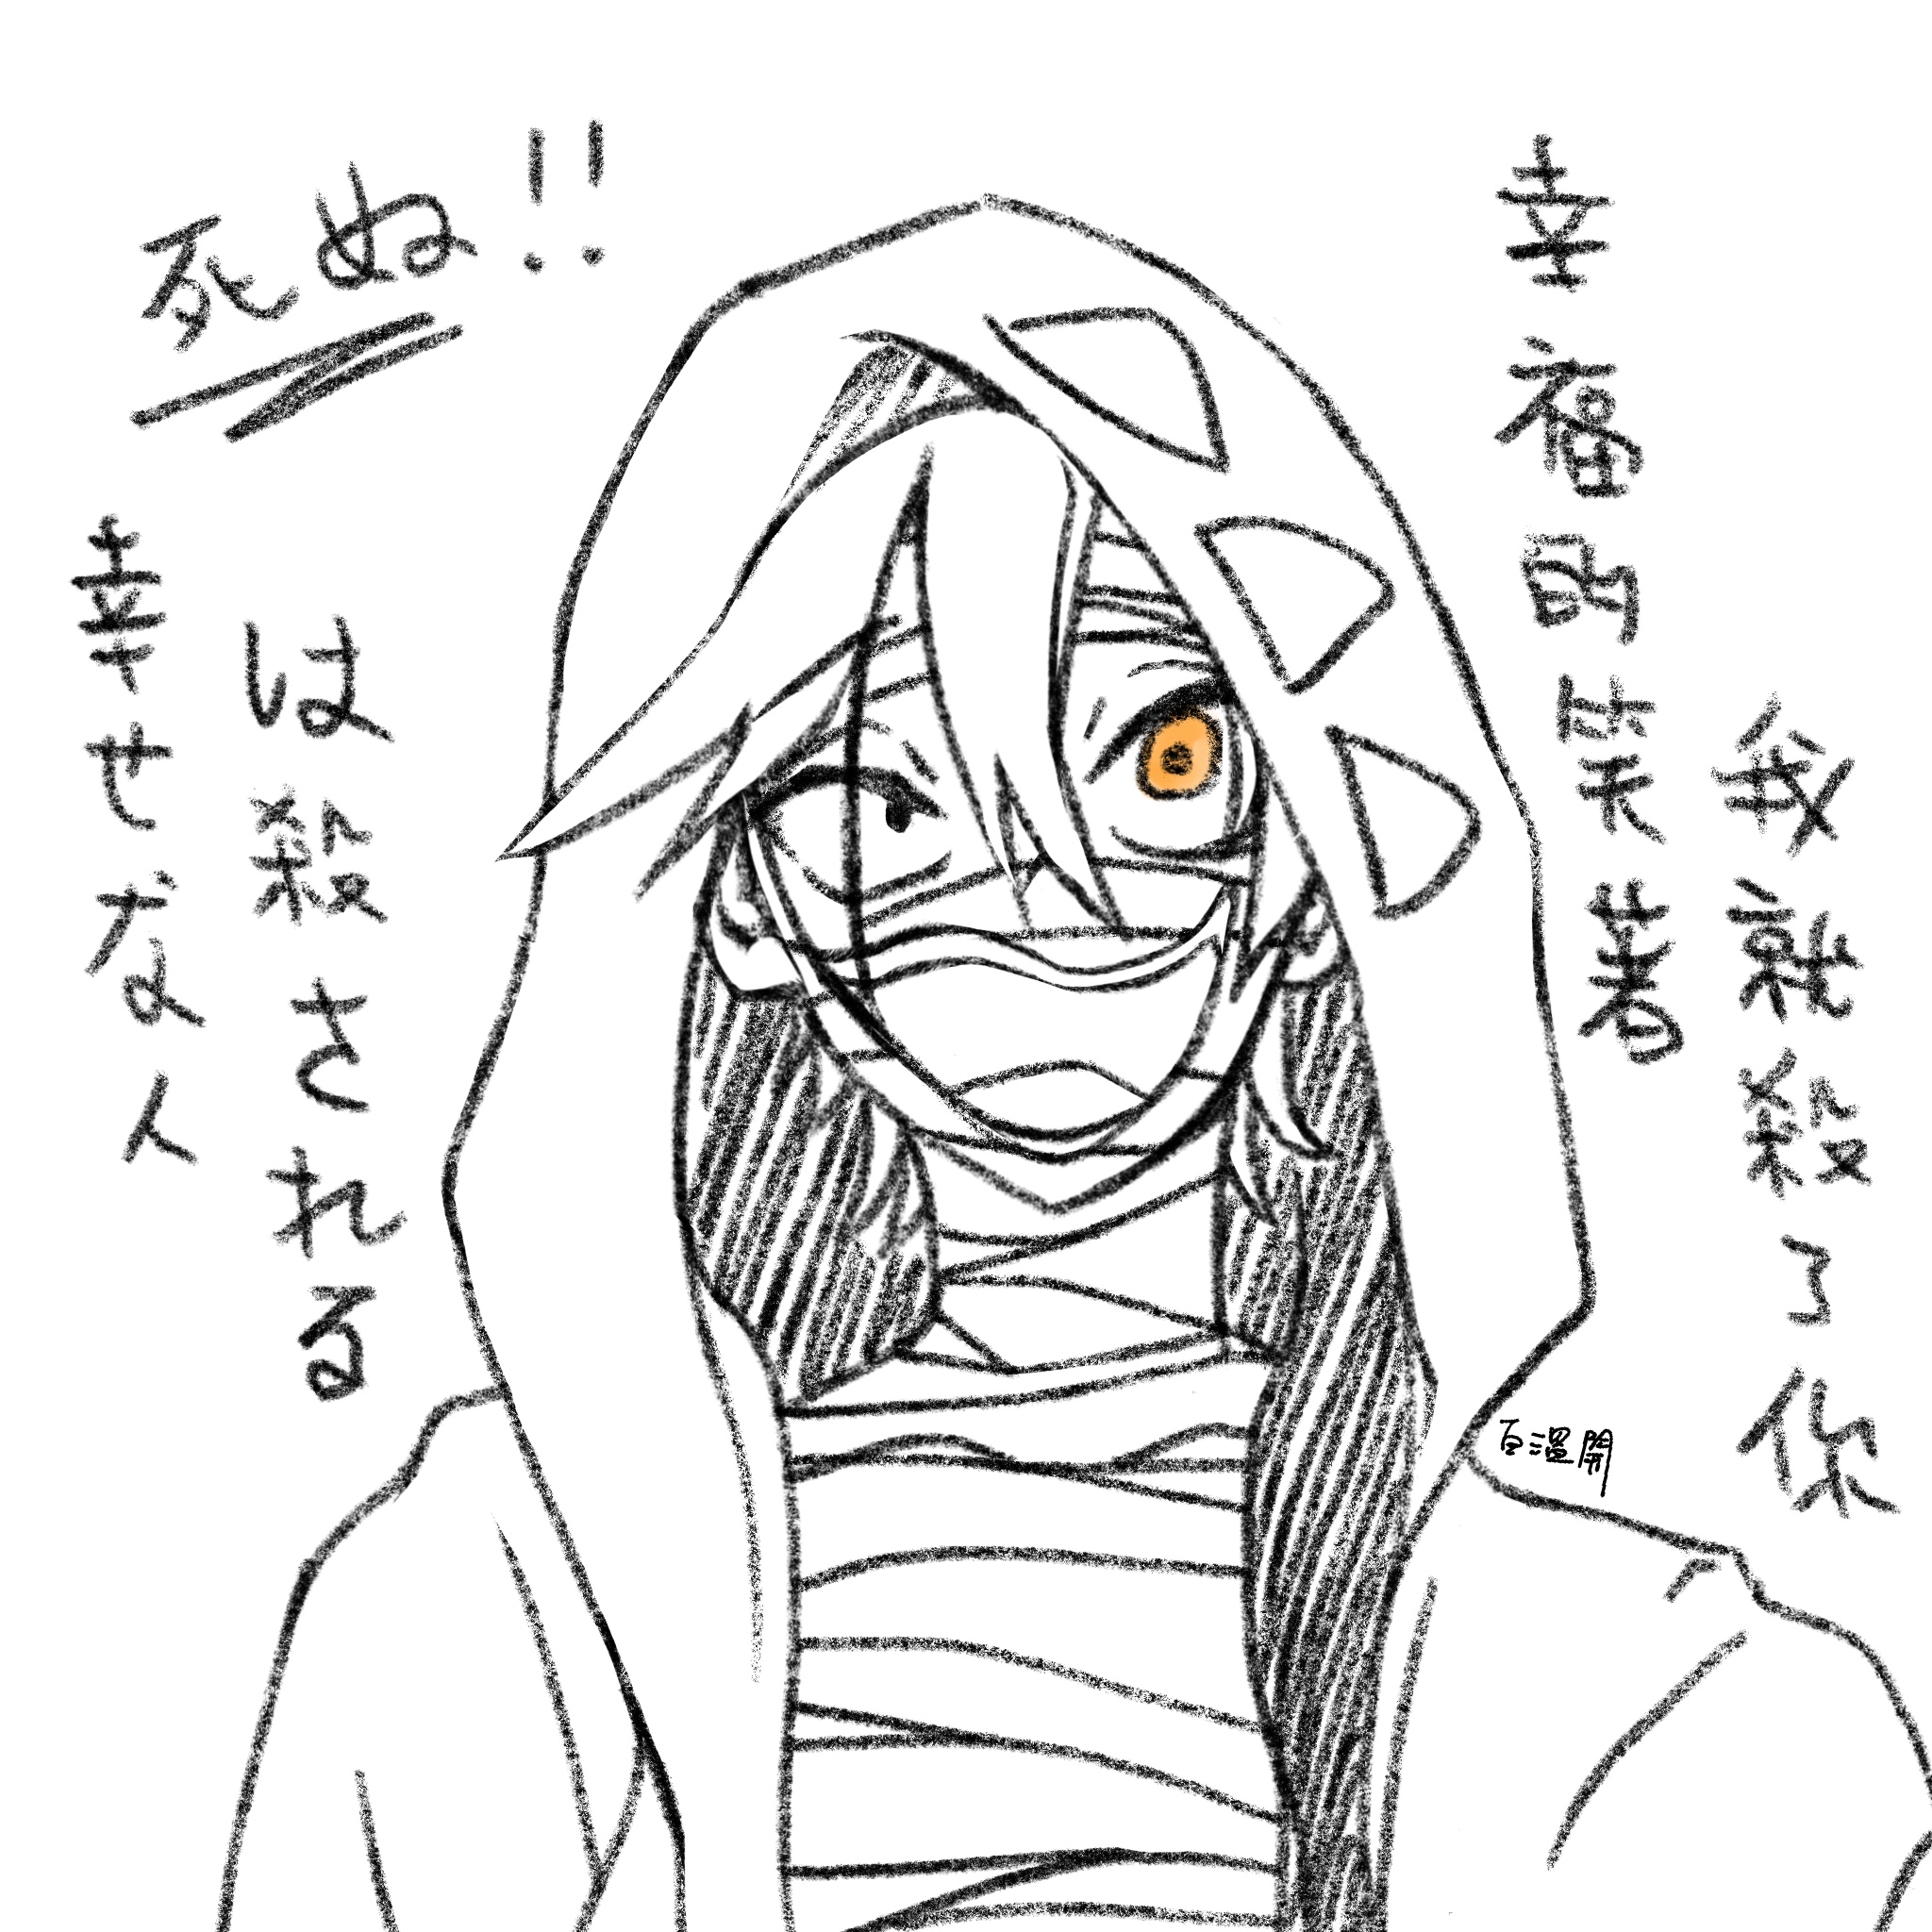 死ぬ!!
幸せな人
は殺される
幸福的笑著
我就殺了你
百溫開